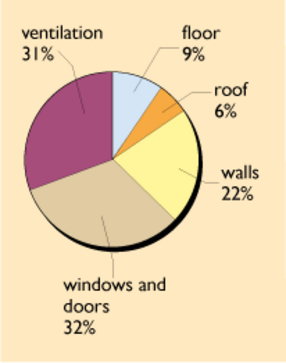 ventilation
31%
floor
9%
roof
6%
walls
22%
windows and
doors
32%